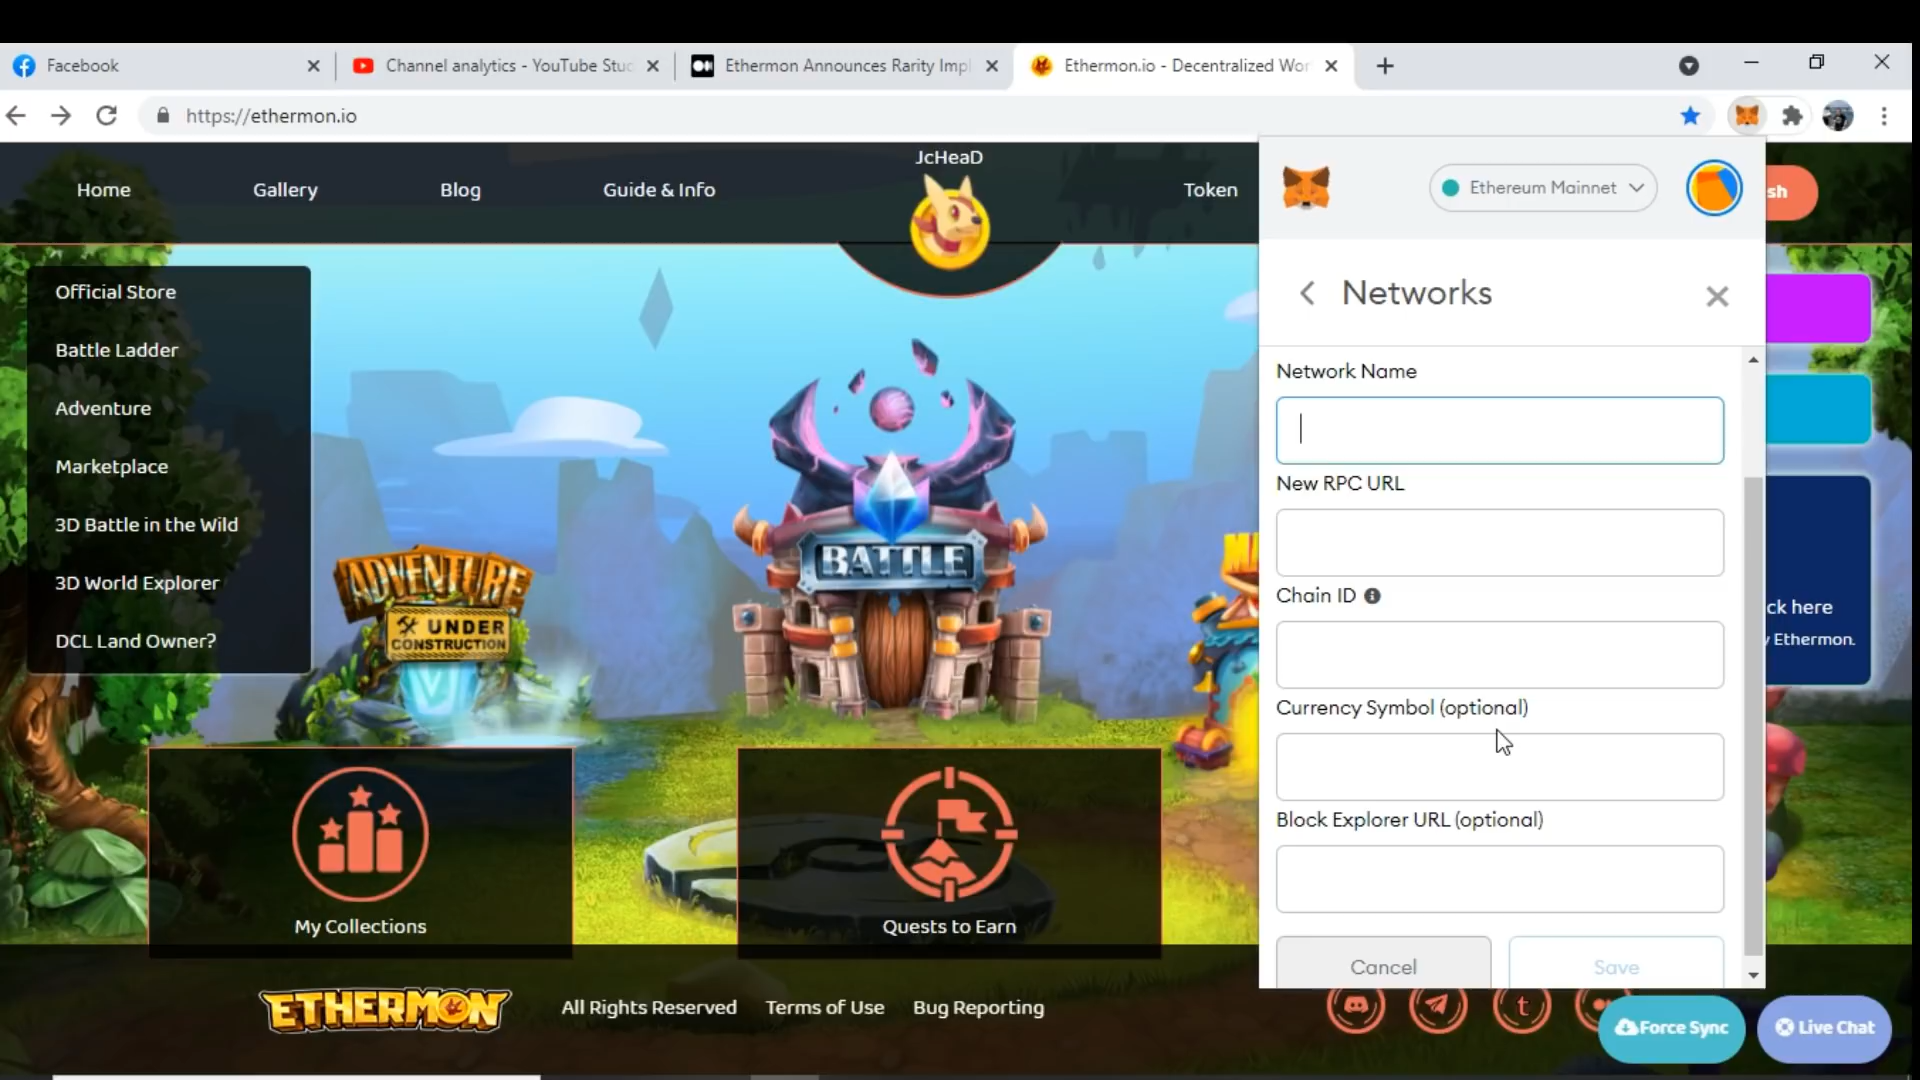 Facebook
Channel analytics - YouTube Stud
Ethermon Announces Rarity Impl
Ethermon.io - Decentralized Wor
https://ethermon.io
Home
Gallery
Blog
Guide & Info
JcHeaD
Token
sh
Official Store
Battle Ladder
Adventure
Marketplace
3D Battle in the Wild
3D World Explorer
DCL Land Owner?
ADVENTURE
UNDER
CONSTRUCTION
BATTLE
MA
ck here
Ethermon.
My Collections
Quests to Earn
Ethereum Mainnet
Networks
Network Name
New RPC URL
Chain ID
Currency Symbol (optional)
Block Explorer URL (optional)
Cancel
Save
ETHERMON
All Rights Reserved
Terms of Use
Bug Reporting
t
Force Sync
Live Chat